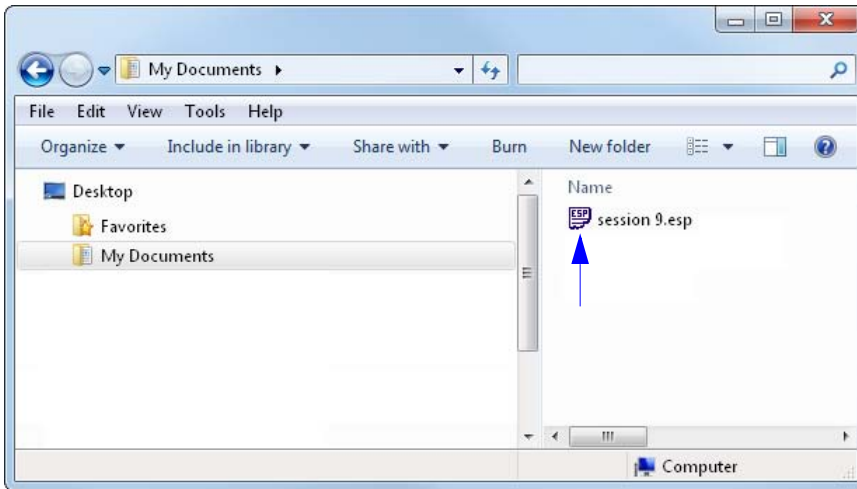 My Documents
File Edit View Tools Help
Organize Include in library Share with Burn New folder
Desktop
Favorites
My Documents
Name
ESP session 9.esp
Computer